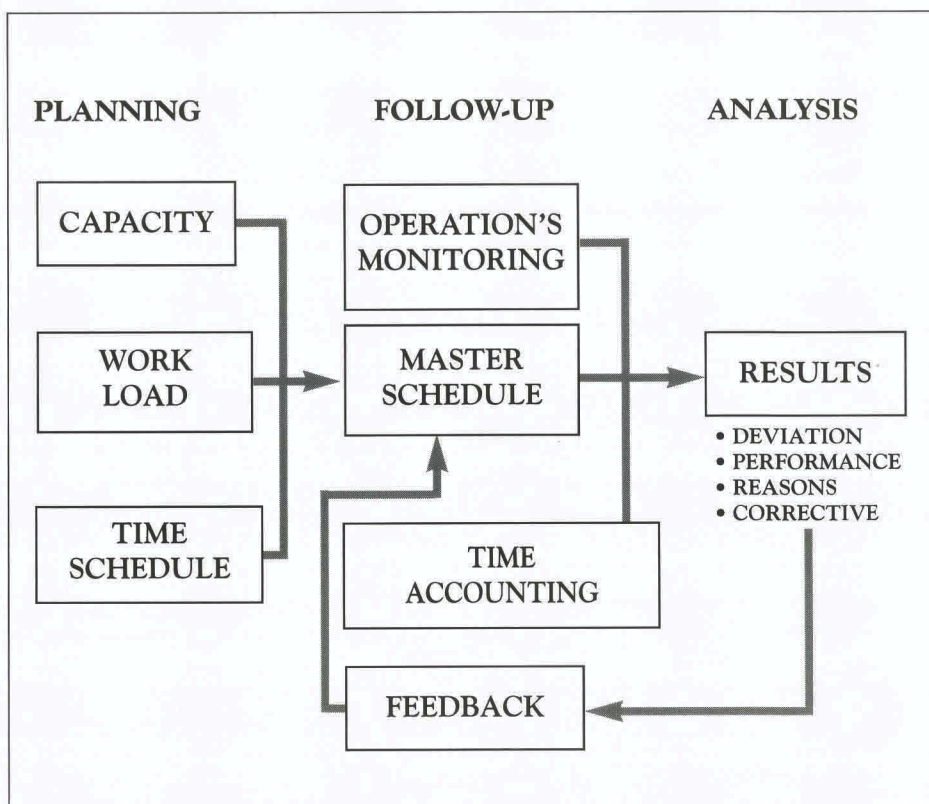 PLANNING
FOLLOW-UP
ANALYSIS
CAPACITY
OPERATION'S
MONITORING
WORK
LOAD
MASTER
SCHEDULE
RESULTS
• DEVIATION
• PERFORMANCE
• REASONS
• CORRECTIVE
TIME
SCHEDULE
TIME
ACCOUNTING
FEEDBACK